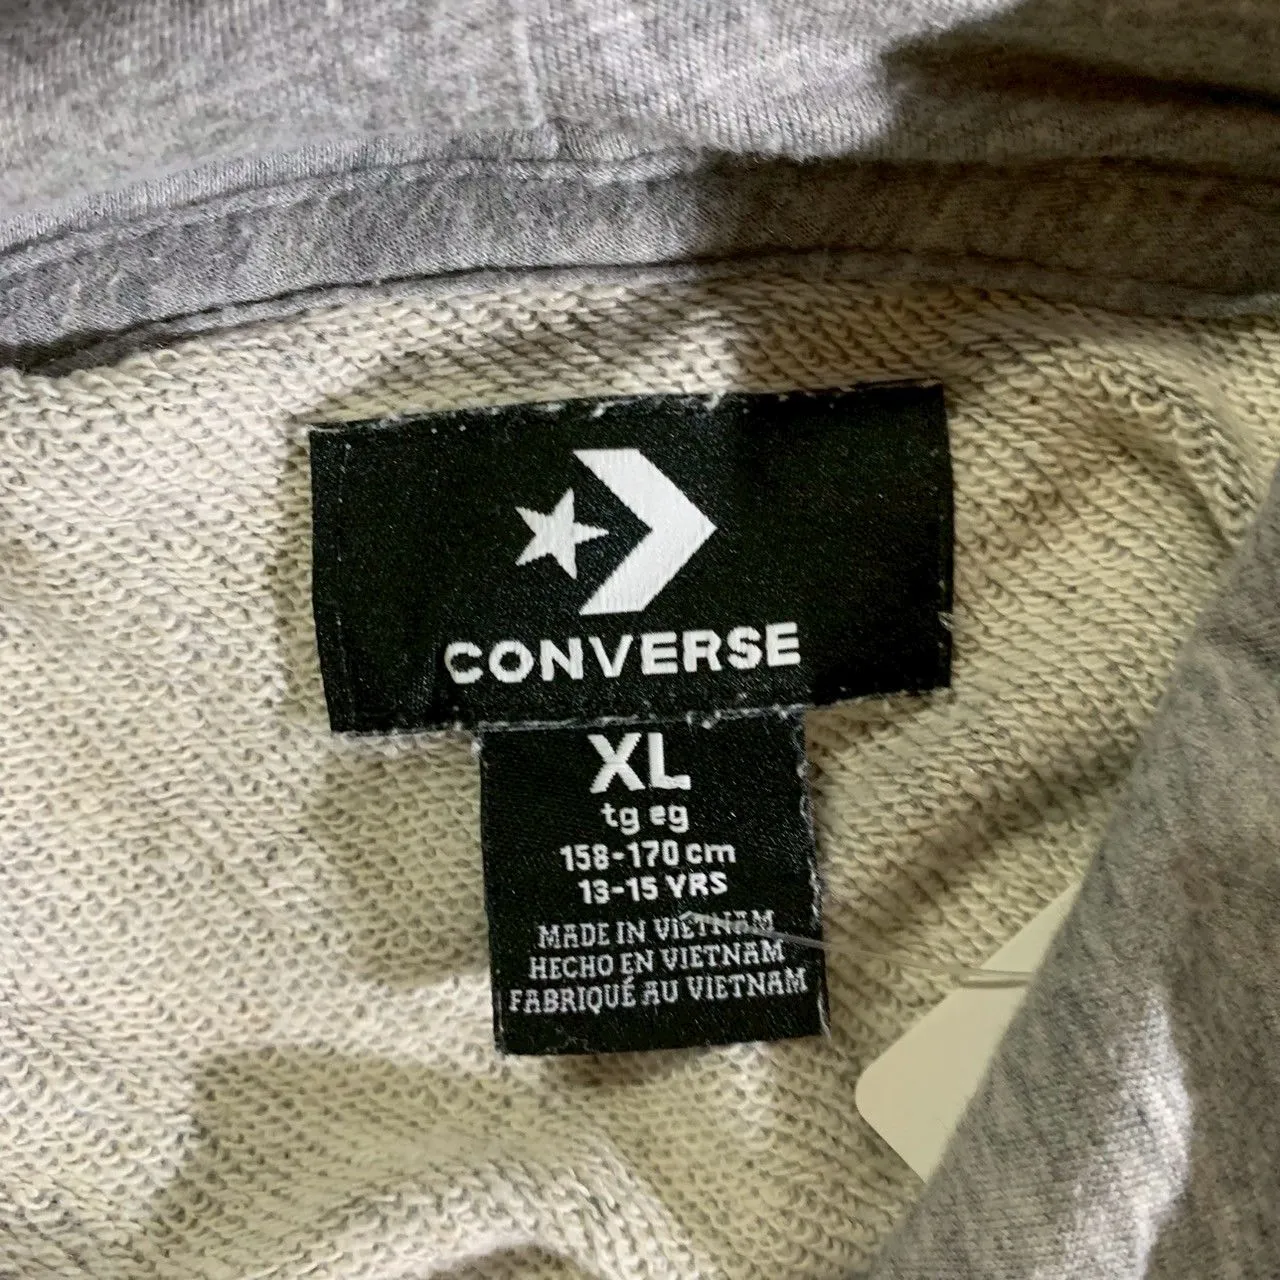 CONVERSE
XL
tg eg
158-170 cm
13-15 YRS
MADE IN VIETNAM
HECHO EN VIETNAM
FABRIQUÉ AU VIETNAM